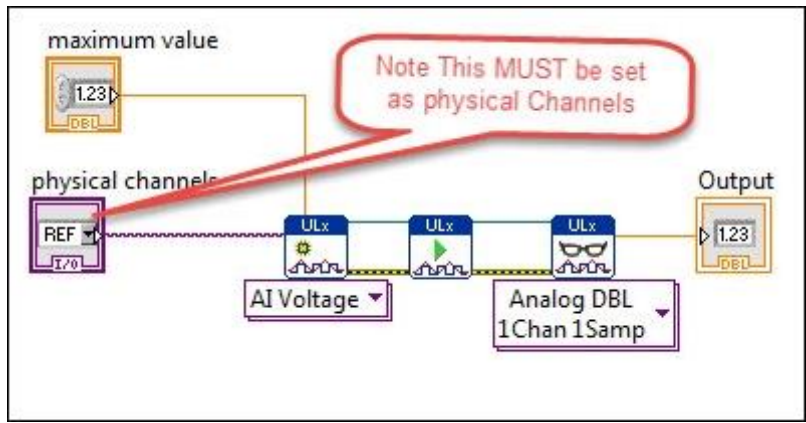 maximum value
1.23
DBL
Note This MUST be set
as physical Channels
physical channels
REF
I/O
ULx
ULx
ULx
AI Voltage
Analog DBL
1Chan 1Samp
Output
1.23
DBL